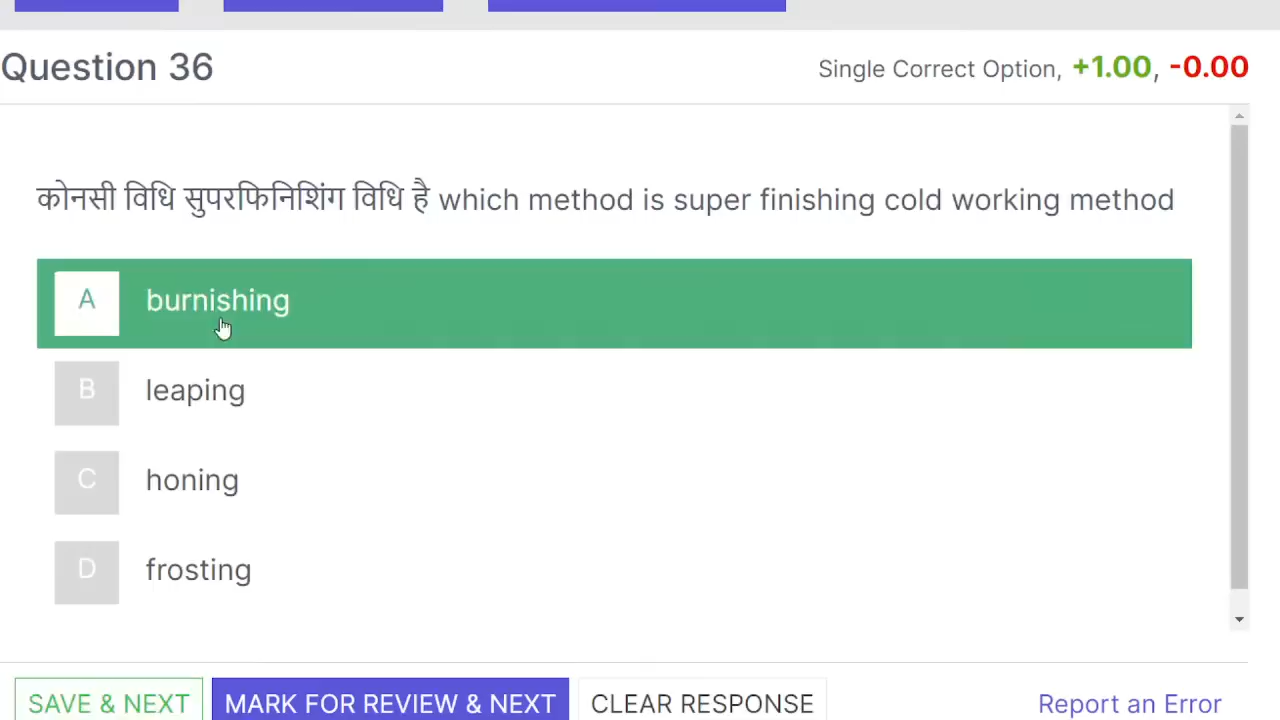 Question 36
Single Correct Option, +1.00, -0.00
कोनसी विधि सुपरफिनिशिंग विधि है which method is super finishing cold working method
A burnishing
B leaping
C honing
D frosting
SAVE & NEXT MARK FOR REVIEW & NEXT CLEAR RESPONSE Report an Error